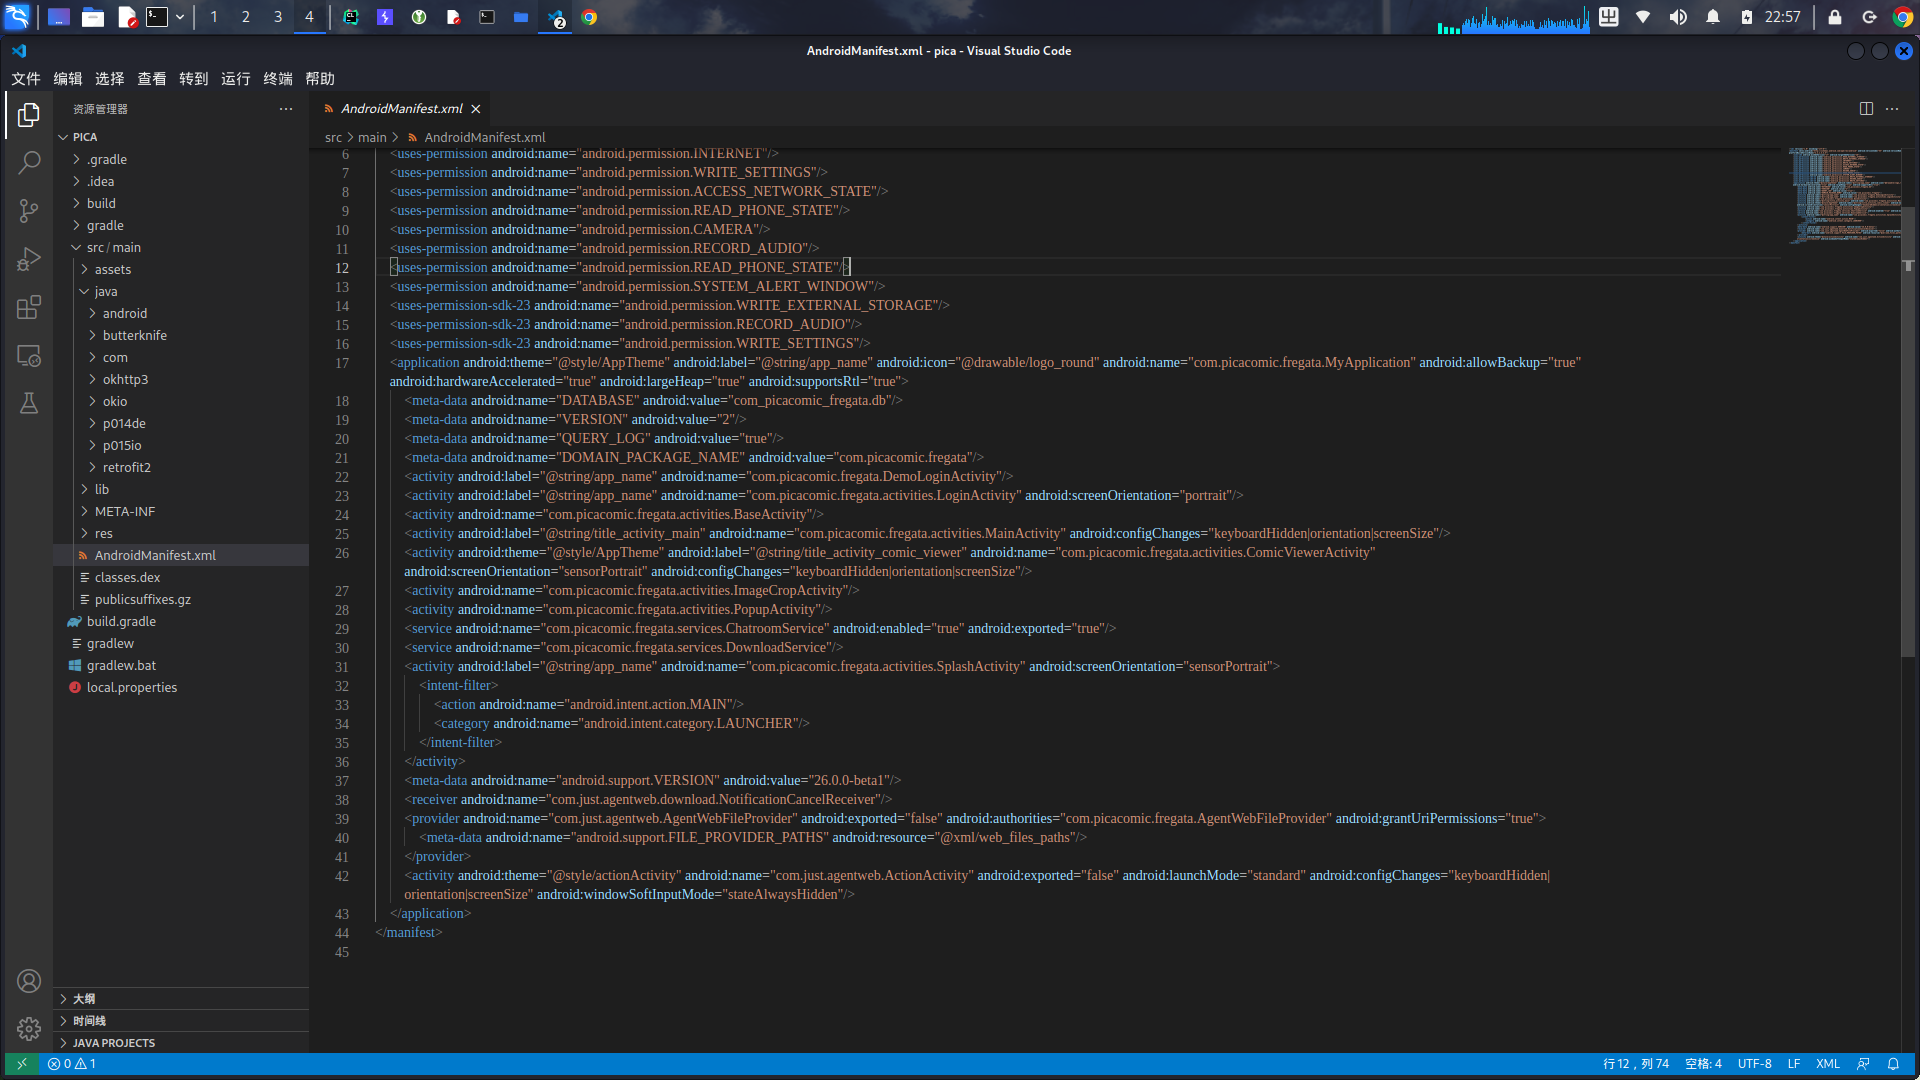 1 2 3 4 2 22:57
AndroidManifest.xml - pica - Visual Studio Code
文件 编辑 选择 查看 转到 运行 终端 帮助
资源管理器
PICA
.gradle
.idea
build
gradle
src/main
assets
java
android
butterknife
com
okhttp3
okio
p014de
p015io
retrofit2
lib
META-INF
res
AndroidManifest.xml
classes.dex
publicsuffixes.gz
build.gradle
gradlew
gradlew.bat
local.properties
大纲
时间线
JAVA PROJECTS
AndroidManifest.xml
src > main > AndroidManifest.xml
6 <uses-permission android:name="android.permission.INTERNET"/>
7 <uses-permission android:name="android.permission.WRITE_SETTINGS"/>
8 <uses-permission android:name="android.permission.ACCESS_NETWORK_STATE"/>
9 <uses-permission android:name="android.permission.READ_PHONE_STATE"/>
10 <uses-permission android:name="android.permission.CAMERA"/>
11 <uses-permission android:name="android.permission.RECORD_AUDIO"/>
12 <uses-permission android:name="android.permission.READ_PHONE_STATE"/>
13 <uses-permission android:name="android.permission.SYSTEM_ALERT_WINDOW"/>
14 <uses-permission-sdk-23 android:name="android.permission.WRITE_EXTERNAL_STORAGE"/>
15 <uses-permission-sdk-23 android:name="android.permission.RECORD_AUDIO"/>
16 <uses-permission-sdk-23 android:name="android.permission.WRITE_SETTINGS"/>
17 <application android:theme="@style/AppTheme" android:label="@string/app_name" android:icon="@drawable/logo_round" android:name="com.picacomic.fregata.MyApplication" android:allowBackup="true"
android:hardwareAccelerated="true" android:largeHeap="true" android:supportsRtl="true">
18 <meta-data android:name="DATABASE" android:value="com_picacomic_fregata.db"/>
19 <meta-data android:name="VERSION" android:value="2"/>
20 <meta-data android:name="QUERY_LOG" android:value="true"/>
21 <meta-data android:name="DOMAIN_PACKAGE_NAME" android:value="com.picacomic.fregata"/>
22 <activity android:label="@string/app_name" android:name="com.picacomic.fregata.DemoLoginActivity"/>
23 <activity android:label="@string/app_name" android:name="com.picacomic.fregata.activities.LoginActivity" android:screenOrientation="portrait"/>
24 <activity android:name="com.picacomic.fregata.activities.BaseActivity"/>
25 <activity android:label="@string/title_activity_main" android:name="com.picacomic.fregata.activities.MainActivity" android:configChanges="keyboardHidden|orientation|screenSize"/>
26 <activity android:theme="@style/AppTheme" android:label="@string/title_activity_comic_viewer" android:name="com.picacomic.fregata.activities.ComicViewerActivity"
android:screenOrientation="sensorPortrait" android:configChanges="keyboardHidden|orientation|screenSize"/>
27 <activity android:name="com.picacomic.fregata.activities.ImageCropActivity"/>
28 <activity android:name="com.picacomic.fregata.activities.PopupActivity"/>
29 <service android:name="com.picacomic.fregata.services.ChatroomService" android:enabled="true" android:exported="true"/>
30 <service android:name="com.picacomic.fregata.services.DownloadService"/>
31 <activity android:label="@string/app_name" android:name="com.picacomic.fregata.activities.SplashActivity" android:screenOrientation="sensorPortrait">
32 <intent-filter>
33 <action android:name="android.intent.action.MAIN"/>
34 <category android:name="android.intent.category.LAUNCHER"/>
35 </intent-filter>
36 </activity>
37 <meta-data android:name="android.support.VERSION" android:value="26.0.0-beta1"/>
38 <receiver android:name="com.just.agentweb.download.NotificationCancelReceiver"/>
39 <provider android:name="com.just.agentweb.AgentWebFileProvider" android:exported="false" android:authorities="com.picacomic.fregata.AgentWebFileProvider" android:grantUriPermissions="true">
40 <meta-data android:name="android.support.FILE_PROVIDER_PATHS" android:resource="@xml/web_files_paths"/>
41 </provider>
42 <activity android:theme="@style/actionActivity" android:name="com.just.agentweb.ActionActivity" android:exported="false" android:launchMode="standard" android:configChanges="keyboardHidden|
orientation|screenSize" android:windowSoftInputMode="stateAlwaysHidden"/>
43 </application>
44 </manifest>
45
0 1 行 12，列 74 空格: 4 UTF-8 LF XML